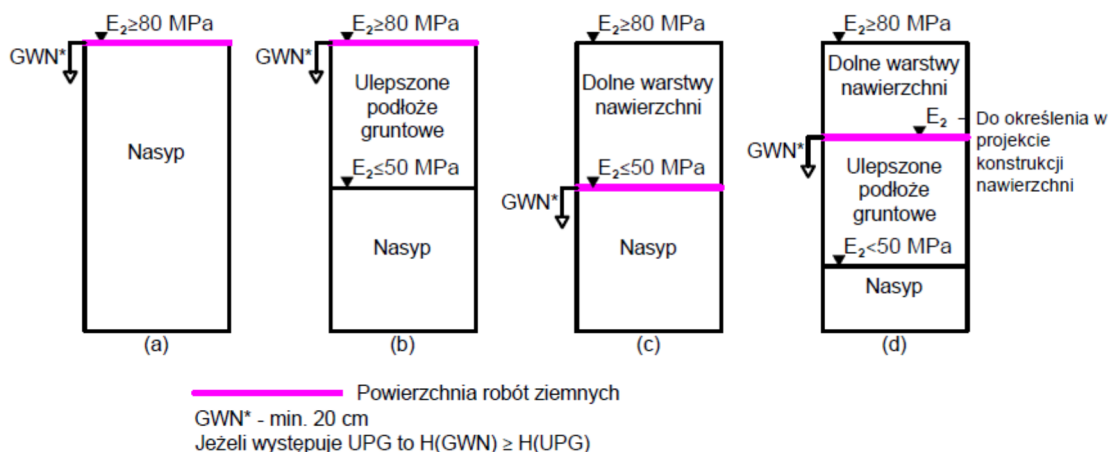 E₂≥80 MPa
GWN*
Nasyp
(a)
E₂≥80 MPa
GWN*
Ulepszone
podłoże
gruntowe
E₂≤50 MPa
Nasyp
(b)
E₂≥80 MPa
Dolne warstwy
nawierzchni
E₂≤50 MPa
GWN*
Nasyp
(c)
E₂≥80 MPa
Dolne warstwy
nawierzchni
E₂ - Do określenia w
projekcie
konstrukcji
nawierzchni
GWN*
Ulepszone
podłoże
gruntowe
E₂<50 MPa
Nasyp
(d)
Powierzchnia robót ziemnych
GWN* - min. 20 cm
Jeżeli występuje UPG to H(GWN) ≥ H(UPG)